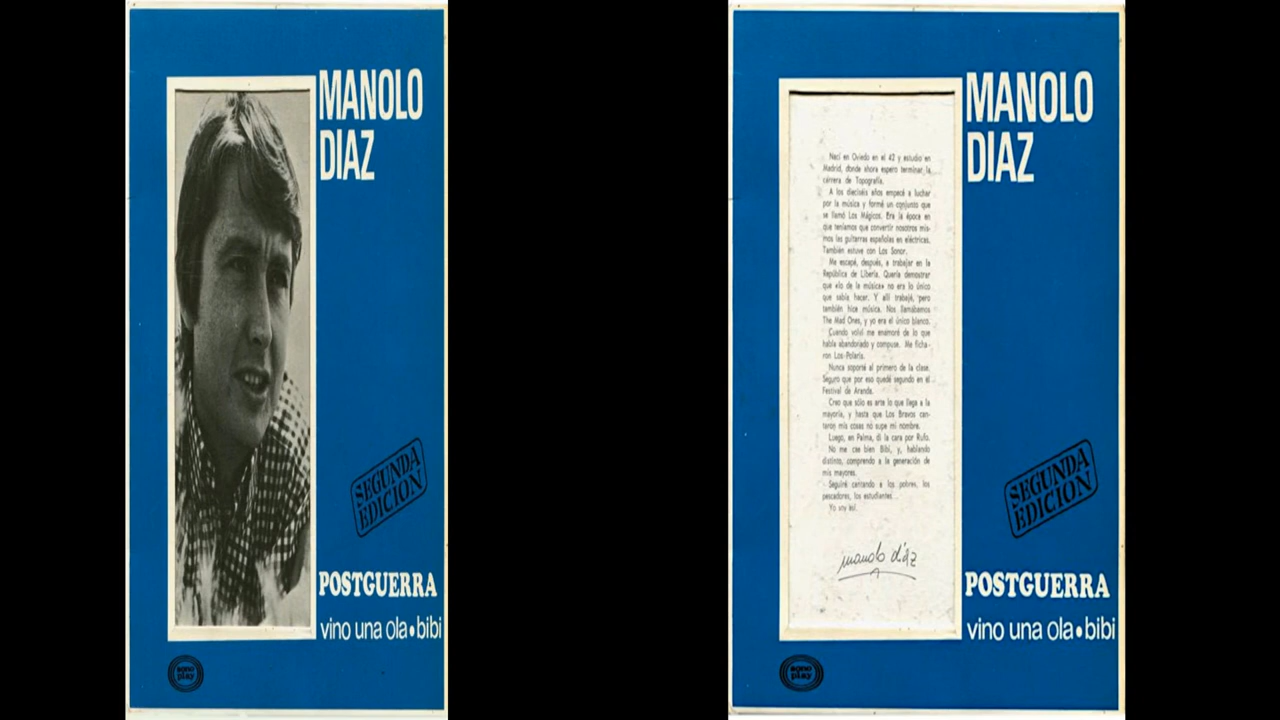 MANOLO
DIAZ
SEGUNDA
EDICION
POSTGUERRA
vino una ola•bibi
sono
play
MANOLO
DIAZ
Nací en Oviedo en el 42 y estudio en
Madrid, donde ahora espero terminar la
carrera de Topografía.
A los dieciséis años empecé a luchar
por la música y formé un conjunto que
se llamó Los Mágicos. Era la época en
que teníamos que convertir nosotros mis-
mos las guitarras españolas en eléctricas.
También estuve con Los Sonor.
Me escapé, después, a trabajar en la
República de Liberia. Quería demostrar
que «lo de la música» no era lo único
que sabía hacer. Y allí trabajé, pero
también hice música. Nos llamábamos
The Mad Ones, y yo era el único blanco.
Cuando volví me enamoré de lo que
había abandonado y compuse. Me ficha-
ron Los-Polaris.
Nunca soporté al primero de la clase.
Seguro que por eso quedé segundo en el
Festival de Aranda.
Creo que sólo es arte lo que llega a la
mayoría, y hasta que Los Bravos can-
taron mis cosas nó supe mi nombre.
Luego, en Palma, di la cara por Rufo.
No me cae bien Bibi, y, hablando
distinto, comprendo a la generación de
mis mayores.
Seguiré cantando a los pobres, los
pescadores, los estudiantes...
Yo soy así.
manolo díaz
SEGUNDA
EDICION
POSTGUERRA
vino una ola•bibi
sono
play